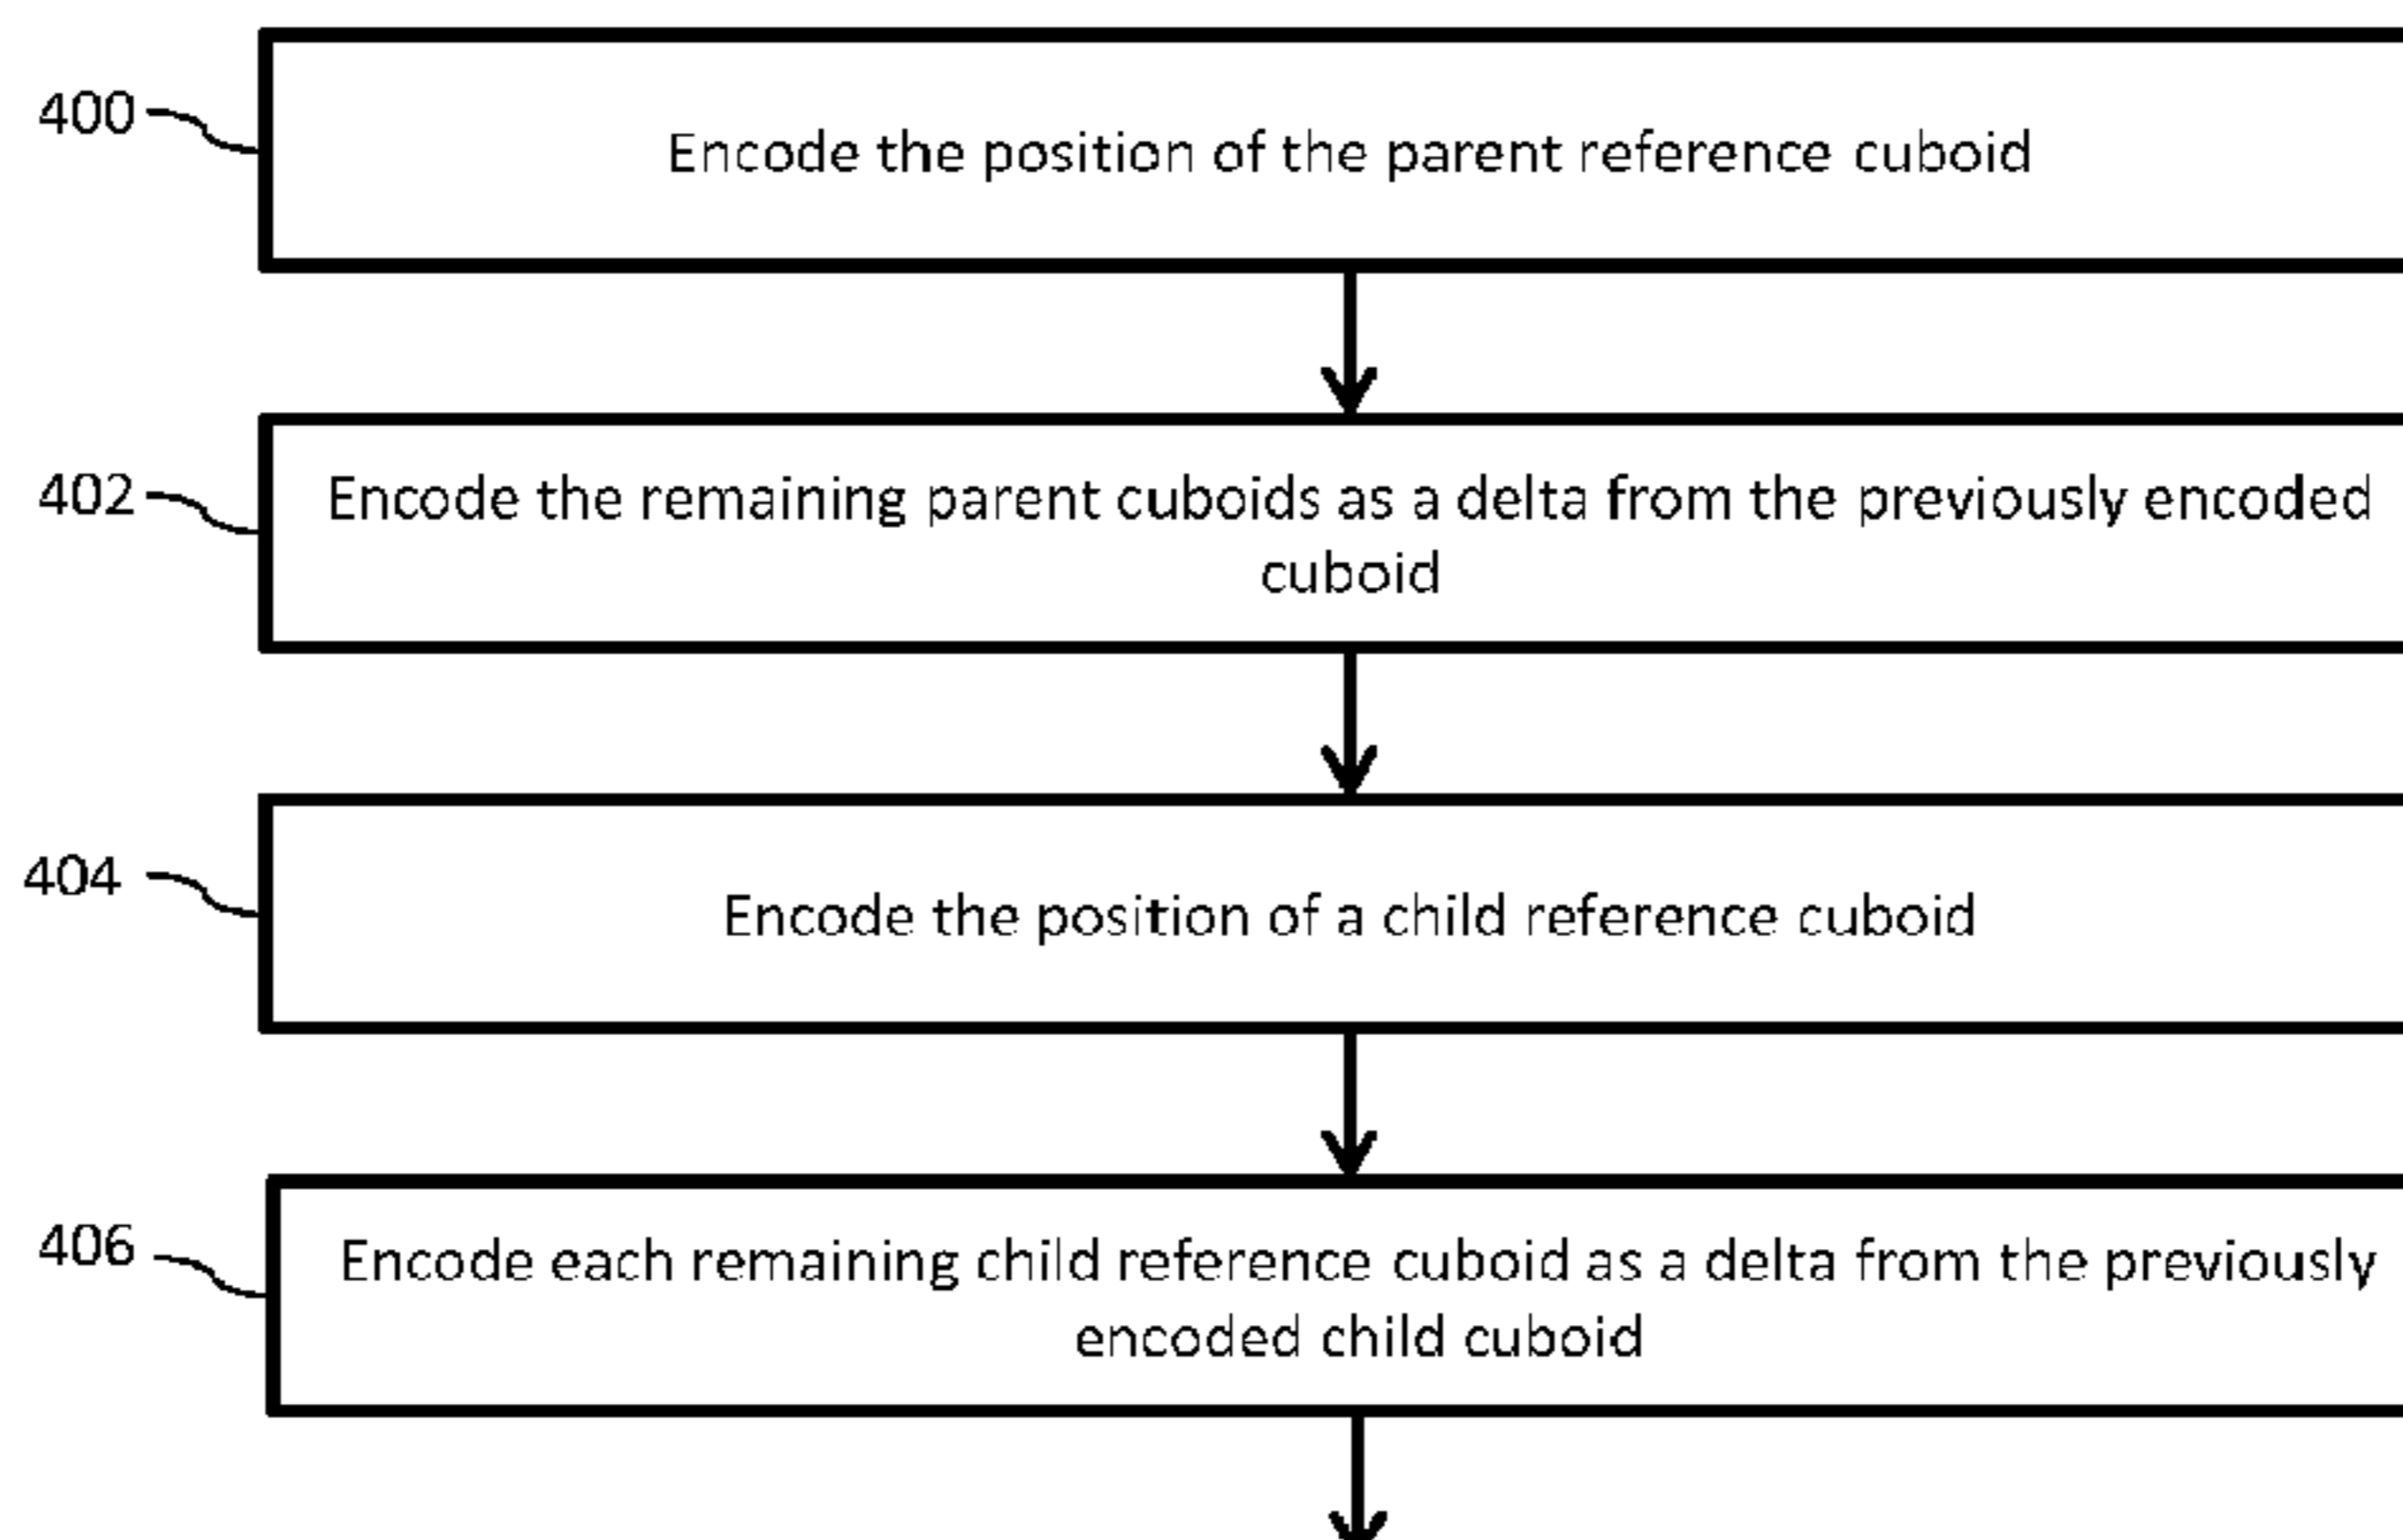 400
Encode the position of the parent reference cuboid
402
Encode the remaining parent cuboids as a delta from the previously encoded
cuboid
404
Encode the position of a child reference cuboid
406
Encode each remaining child reference cuboid as a delta from the previously
encoded child cuboid